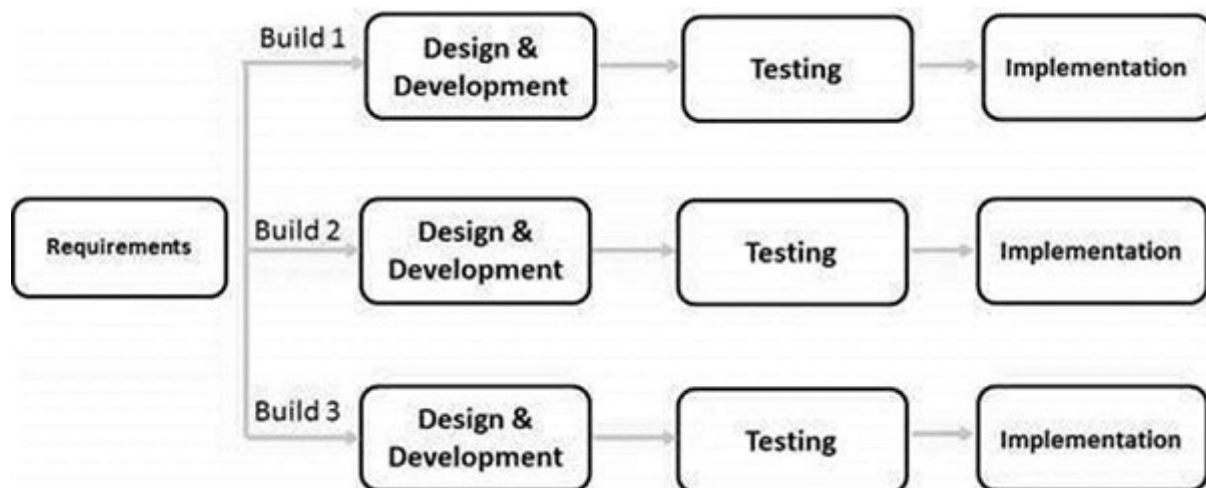 Build 1
Design &
Development
Testing
Implementation
Requirements
Build 2
Design &
Development
Testing
Implementation
Build 3
Design &
Development
Testing
Implementation